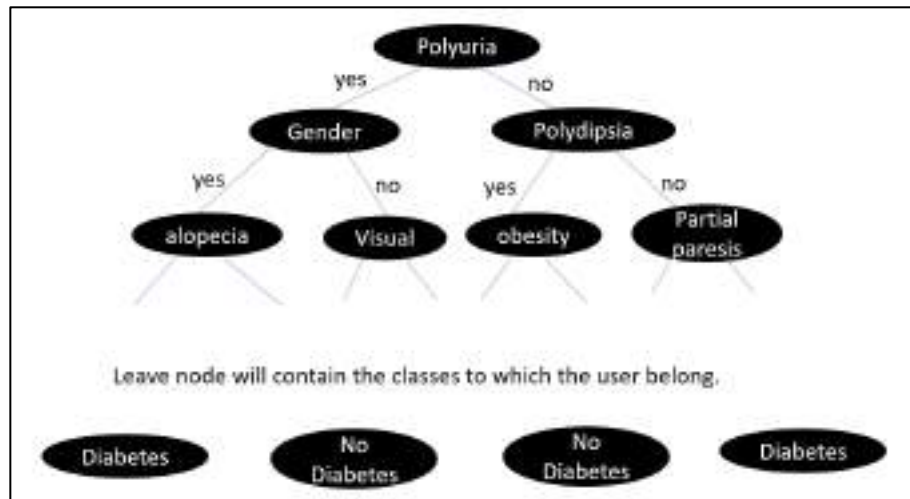 Polyuria
yes
no
Gender
Polydipsia
yes
no
yes
no
alopecia
Visual
obesity
Partial
paresis
Leave node will contain the classes to which the user belong.
Diabetes
No
Diabetes
No
Diabetes
Diabetes